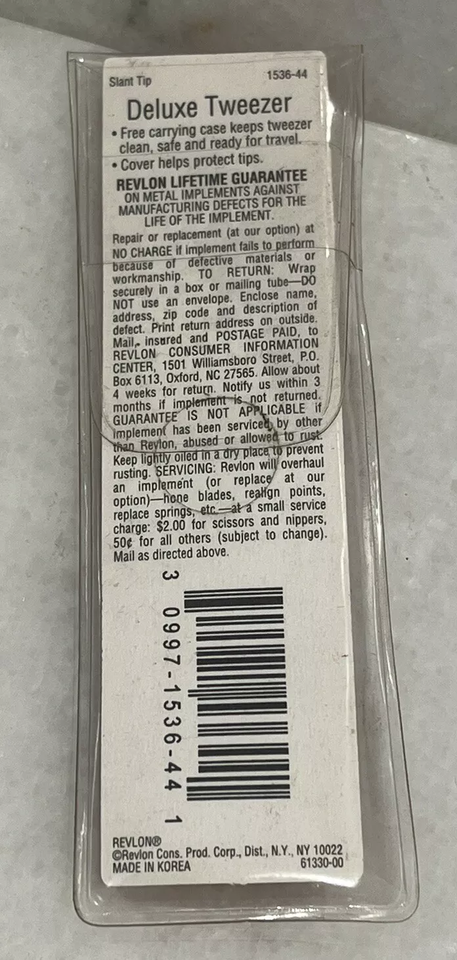 Slant Tip 1536-44
Deluxe Tweezer
• Free carrying case keeps tweezer
clean, safe and ready for travel.
• Cover helps protect tips.
REVLON LIFETIME GUARANTEE
ON METAL IMPLEMENTS AGAINST
MANUFACTURING DEFECTS FOR THE
LIFE OF THE IMPLEMENT.
Repair or replacement (at our option) at
NO CHARGE if implement fails to perform
because of defective materials or
workmanship. TO RETURN: Wrap
securely in a box or mailing tube—DO
NOT use an envelope. Enclose name,
address, zip code and description of
defect. Print return address on outside.
Mail, insured and POSTAGE PAID, to
REVLON CONSUMER INFORMATION
CENTER, 1501 Williamsboro Street, P.O.
Box 6113, Oxford, NC 27565. Allow about
4 weeks for return. Notify us within 3
months if implement is not returned.
GUARANTEE IS NOT APPLICABLE if
implement has been serviced by other
than Revlon, abused or allowed to rust.
Keep lightly oiled in a dry place to prevent
rusting. SERVICING: Revlon will overhaul
an implement (or replace at our
option)—hone blades, realign points,
replace springs, etc.—at a small service
charge: $2.00 for scissors and nippers,
50¢ for all others (subject to change).
Mail as directed above.
3 0997-1536-44 1
REVLON®
©Revlon Cons. Prod. Corp., Dist., N.Y., NY 10022
MADE IN KOREA 61330-00